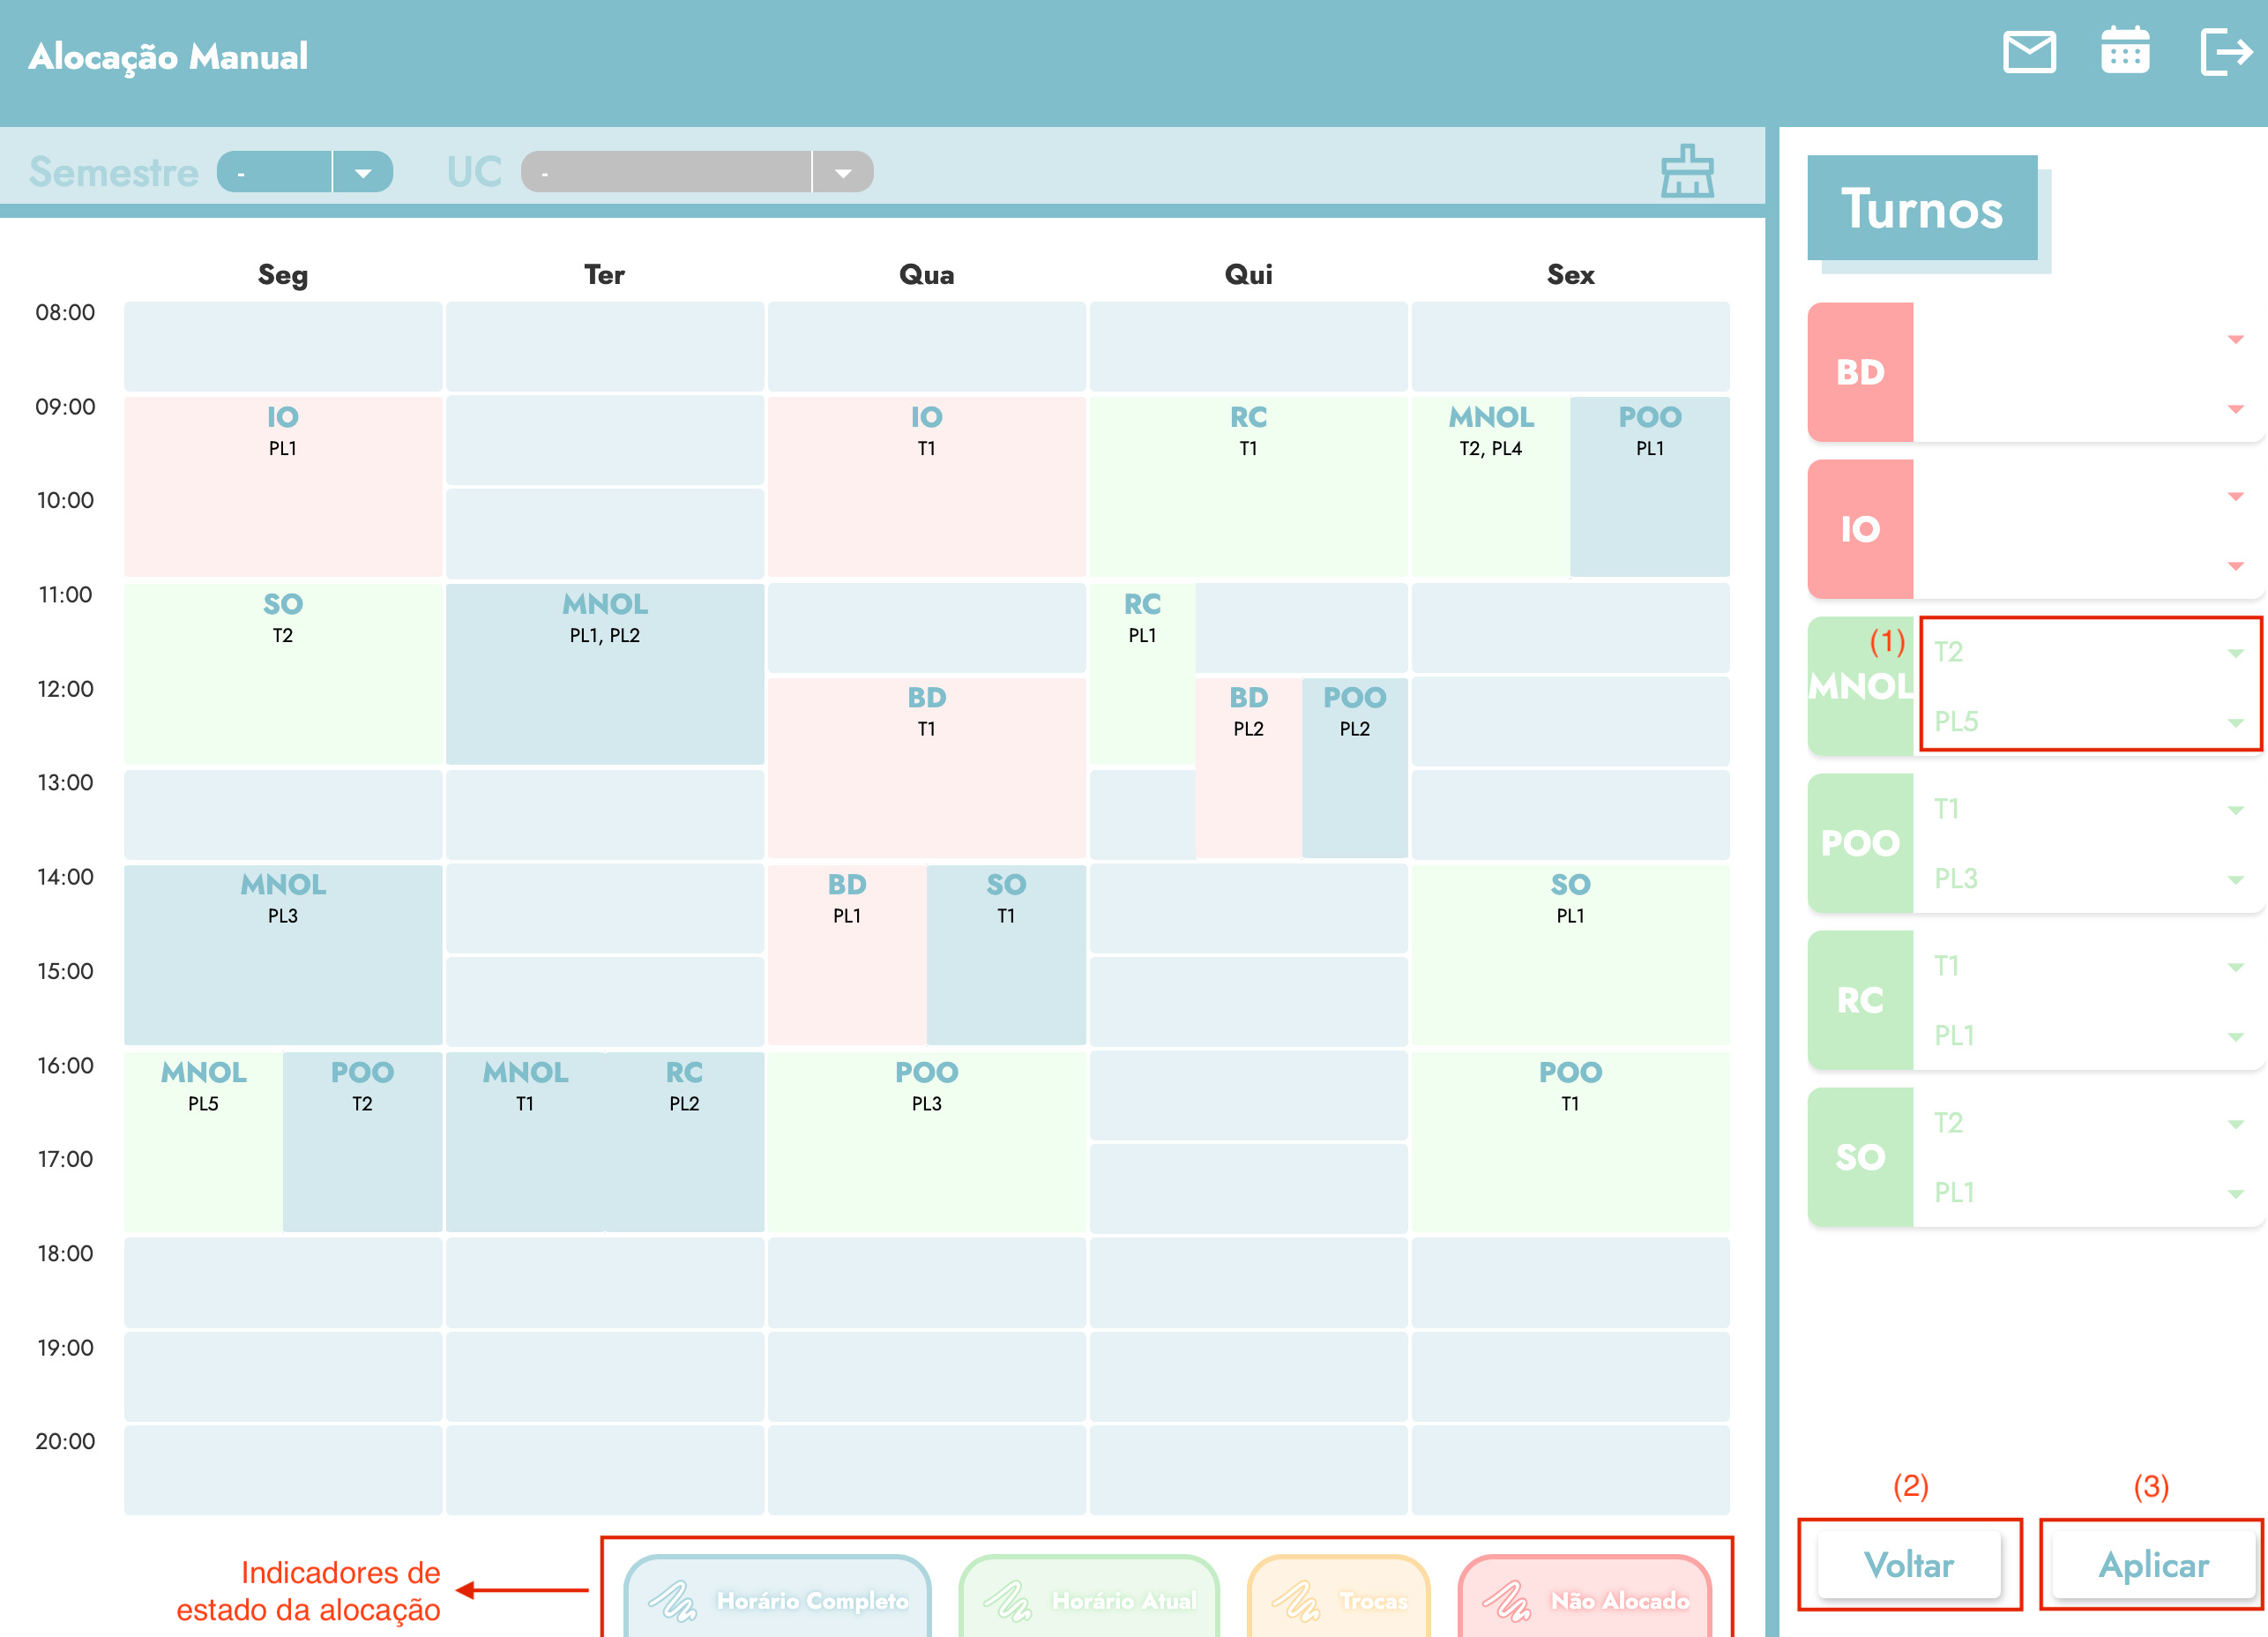 Alocação Manual
Semestre - UC -
Turnos
Seg Ter Qua Qui Sex
08:00
09:00
10:00
11:00
12:00
13:00
14:00
15:00
16:00
17:00
18:00
19:00
20:00
IO
PL1
IO
T1
RC
T1
MNOL
T2, PL4
POO
PL1
SO
T2
MNOL
PL1, PL2
RC
PL1
BD
T1
BD
PL2
POO
PL2
MNOL
PL3
BD
PL1
SO
T1
SO
PL1
MNOL
PL5
POO
T2
MNOL
T1
RC
PL2
POO
PL3
POO
T1
BD
IO
(1)
MNOL
T2
PL5
POO
T1
PL3
RC
T1
PL1
SO
T2
PL1
(2)
(3)
Voltar
Aplicar
Indicadores de
estado da alocação
Horário Completo
Horário Atual
Trocas
Não Alocado